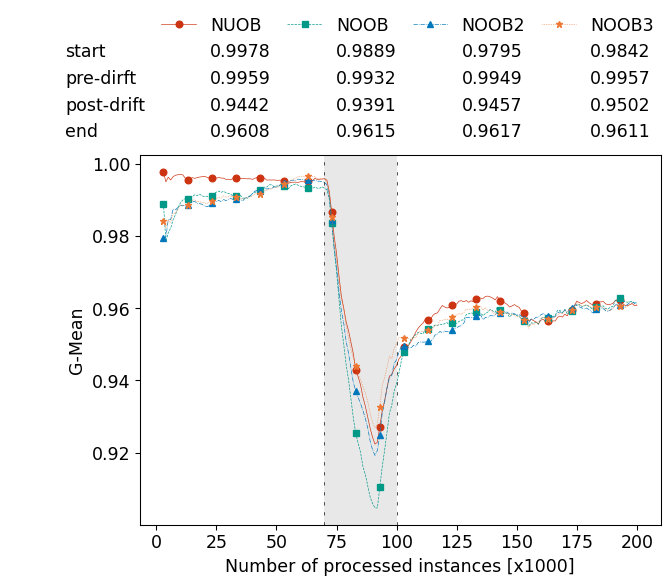 NUOB NOOB NOOB2 NOOB3
start 0.9978 0.9889 0.9795 0.9842
pre-dirft 0.9959 0.9932 0.9949 0.9957
post-drift 0.9442 0.9391 0.9457 0.9502
end 0.9608 0.9615 0.9617 0.9611
1.00
0.98
0.96
0.94
0.92
G-Mean
0 25 50 75 100 125 150 175 200
Number of processed instances [x1000]